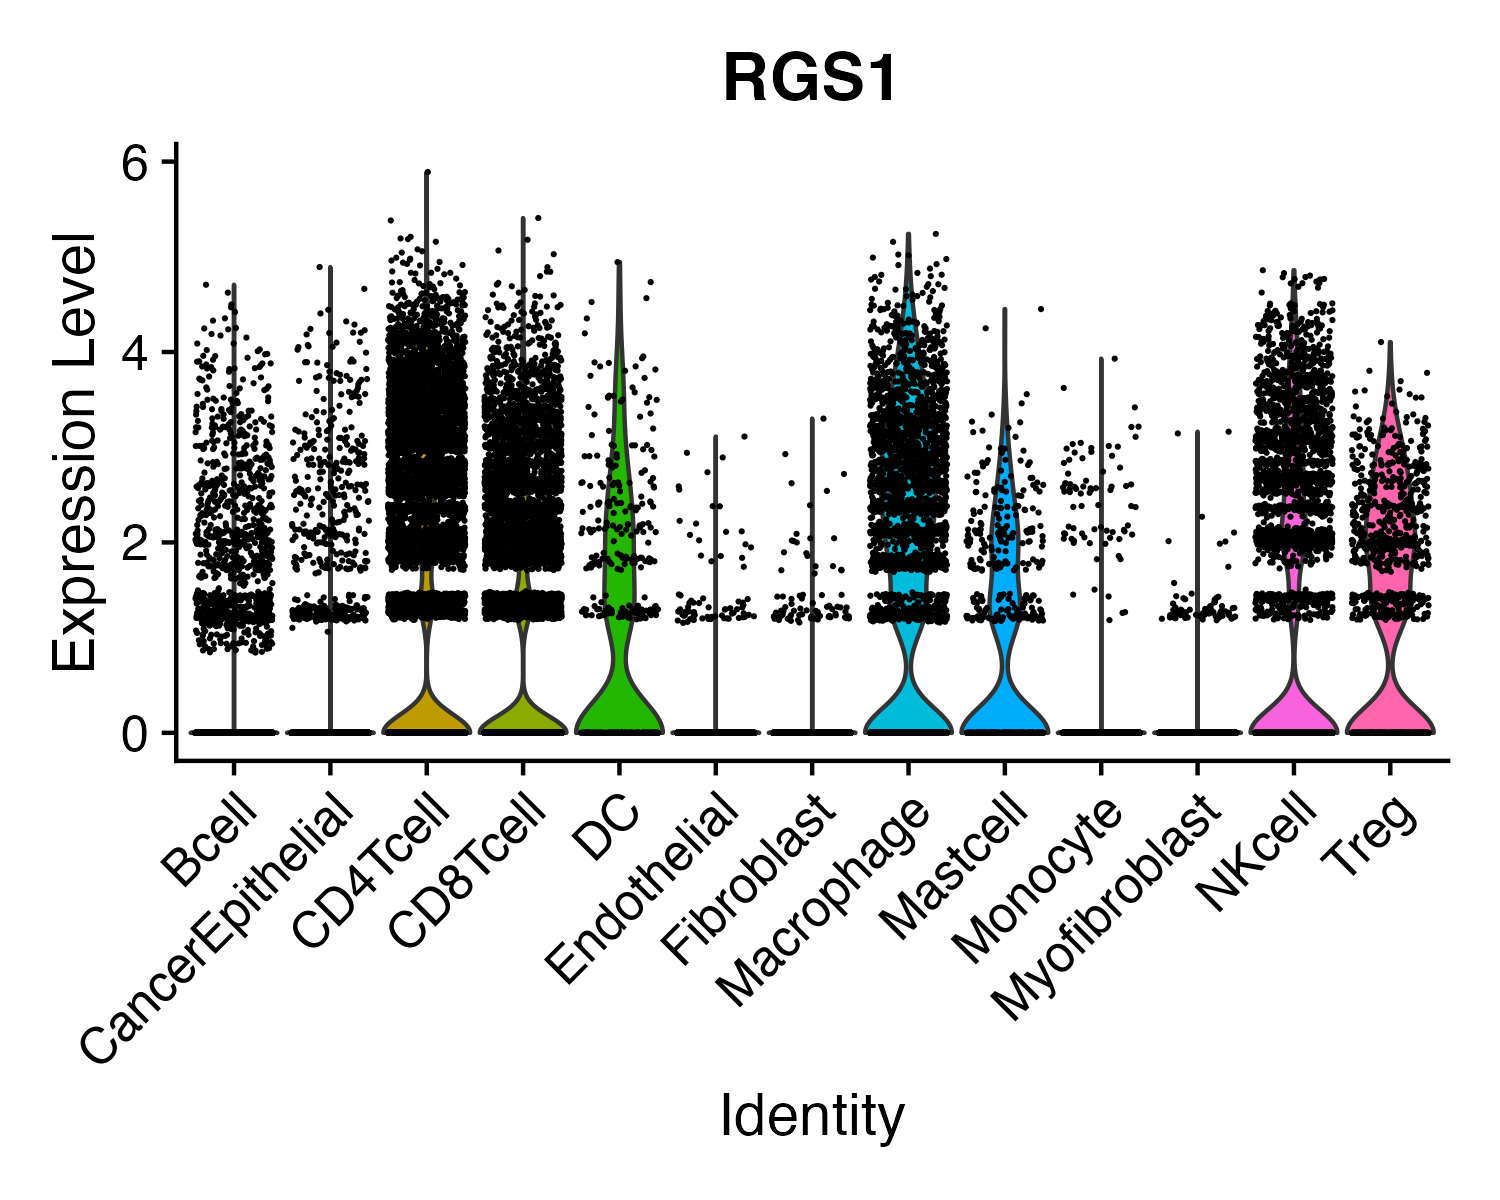 RGS1
Expression Level
6
4
2
0
Bcell
CancerEpithelial
CD4Tcell
CD8Tcell
DC
Endothelial
Fibroblast
Macrophage
Mastcell
Monocyte
Myofibroblast
NKcell
Treg
Identity